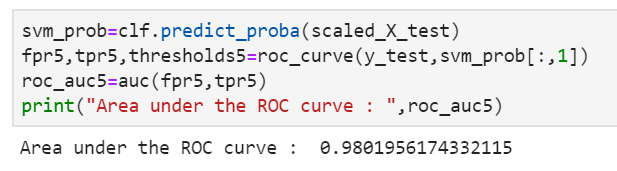 svm_prob=clf.predict_proba(scaled_X_test)
fpr5,tpr5,thresholds5=roc_curve(y_test,svm_prob[:,1])
roc_auc5=auc(fpr5,tpr5)
print("Area under the ROC curve : ",roc_auc5)
Area under the ROC curve :  0.9801956174332115